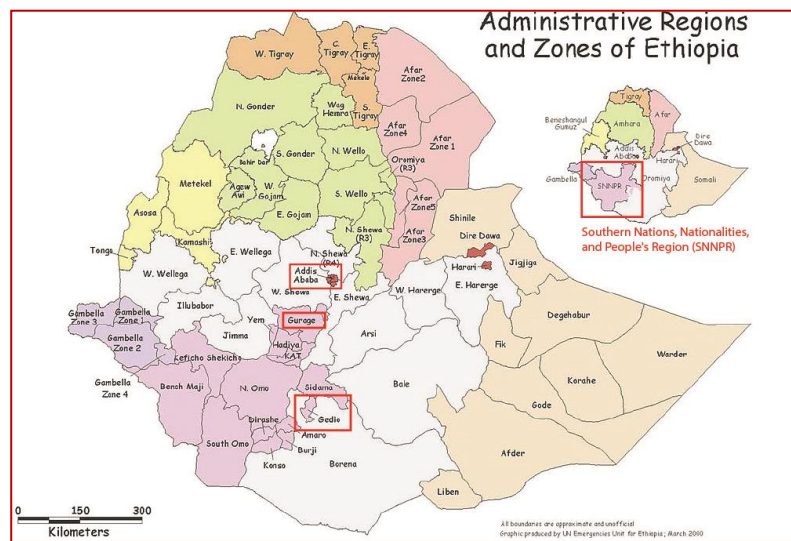 Administrative Regions
and Zones of Ethiopia
W. Tigray
C.
Tigray
E.
Tigray
Mekele
S.
Tigray
Afar
Zone2
N. Gonder
Wag
Hemra
Afar
Zone4
Afar
Zone 1
Bahir Dar
S. Gonder
N. Wello
Oromiya
(R3)
Metekel
Agew
Awi
W.
Gojam
S. Wello
Afar
Zone5
Asosa
E. Gojam
N. Shewa
(R3)
Afar
Zone3
Shinile
Dire Dawa
Kamashi
Tongo
E. Wellega
N. Shewa
(R4)
Addis
Ababa
W. Wellega
W. Shewa
E. Shewa
W. Harerge
Harari
E. Harerge
Jigjiga
Gambella
Zone 3
Gambella
Zone 1
Illubabor
Yem
Gurage
Arsi
Degehabur
Gambella
Zone 2
Jimma
Hadiya
KAT
Fik
Warder
Keficho Shekicho
Gambella
Zone 4
Bench Maji
N. Omo
Sidama
Bale
Korahe
Gode
Gedio
Dirashe
Amaro
South Omo
Burji
Konso
Borena
Afder
Liben
Tigray
Beneshangul
Gumuz
Amhara
Afar
Dire
Dawa
Addis
Ababa
Harari
Gambella
SNNPR
Oromiya
Somali
Southern Nations, Nationalities,
and People's Region (SNNPR)
0 150 300
Kilometers
All boundaries are approximate and unofficial
Graphic produced by UN Emergencies Unit for Ethiopia; March 2000